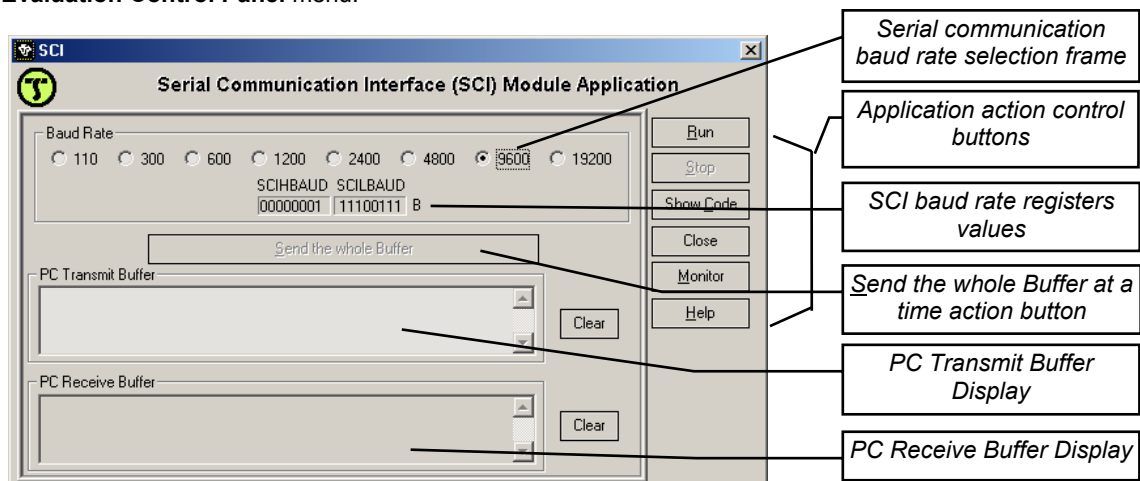 Evaluation Control Panel menu.
SCI
Serial Communication Interface (SCI) Module Application
Baud Rate
110 300 600 1200 2400 4800 9600 19200
SCIHBAUD SCILBAUD
00000001 11100111 B
Send the whole Buffer
PC Transmit Buffer
Clear
PC Receive Buffer
Clear
Run
Stop
Show Code
Close
Monitor
Help
Serial communication
baud rate selection frame
Application action control
buttons
SCI baud rate registers
values
Send the whole Buffer at a
time action button
PC Transmit Buffer
Display
PC Receive Buffer Display